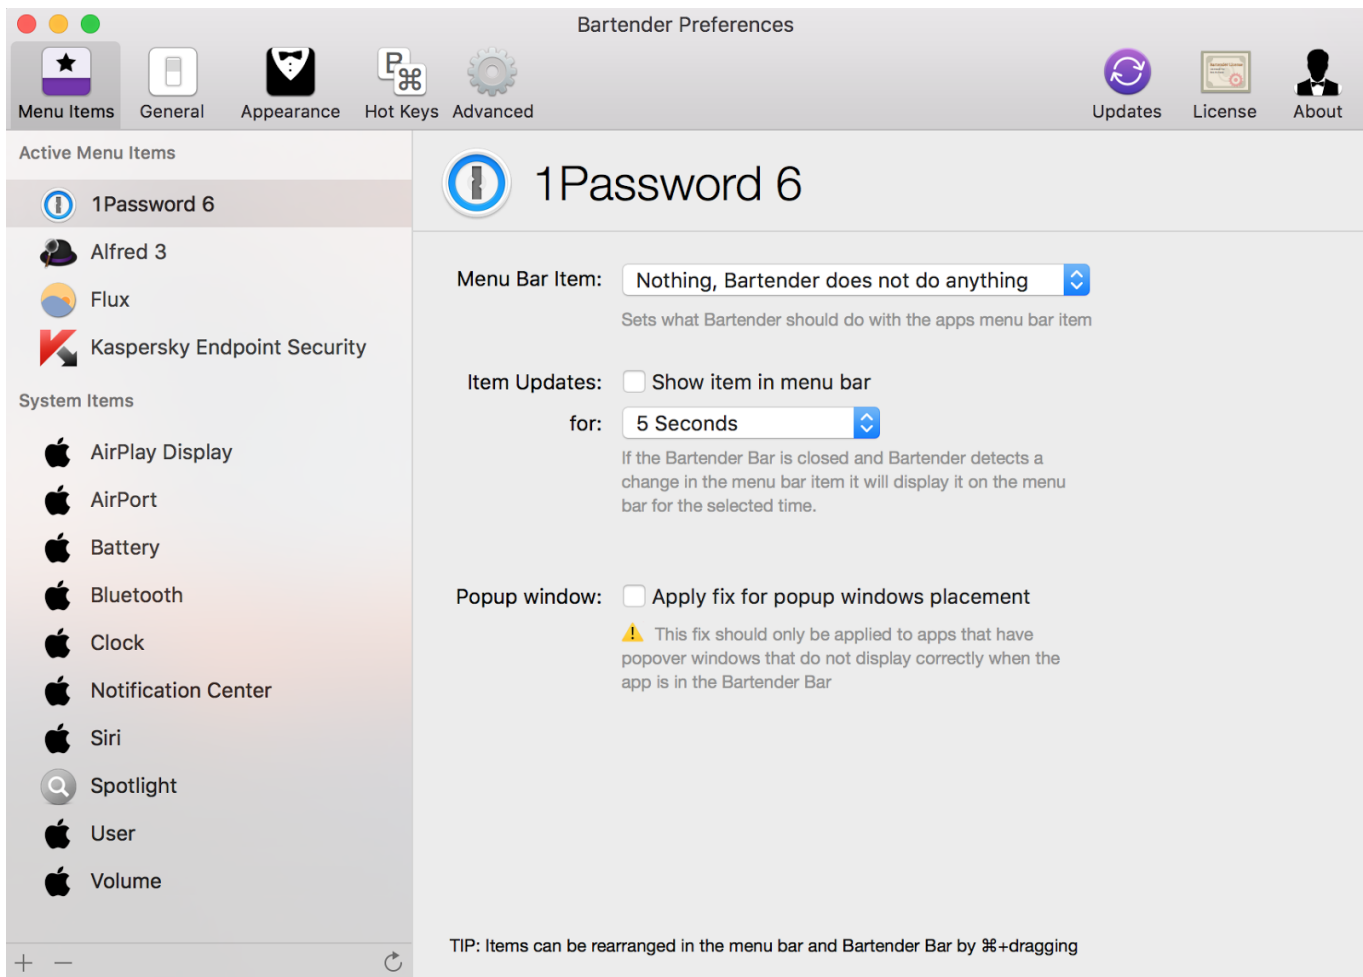 Bartender Preferences
Menu Items
General
Appearance
B
⌘
Hot Keys
Advanced
Updates
License
About
Active Menu Items
1Password 6
Alfred 3
Flux
Kaspersky Endpoint Security
System Items
AirPlay Display
AirPort
Battery
Bluetooth
Clock
Notification Center
Siri
Spotlight
User
Volume
1Password 6
Menu Bar Item: Nothing, Bartender does not do anything
Sets what Bartender should do with the apps menu bar item
Item Updates: Show item in menu bar
for: 5 Seconds
If the Bartender Bar is closed and Bartender detects a
change in the menu bar item it will display it on the menu
bar for the selected time.
Popup window: Apply fix for popup windows placement
This fix should only be applied to apps that have
popover windows that do not display correctly when the
app is in the Bartender Bar
TIP: Items can be rearranged in the menu bar and Bartender Bar by ⌘+dragging